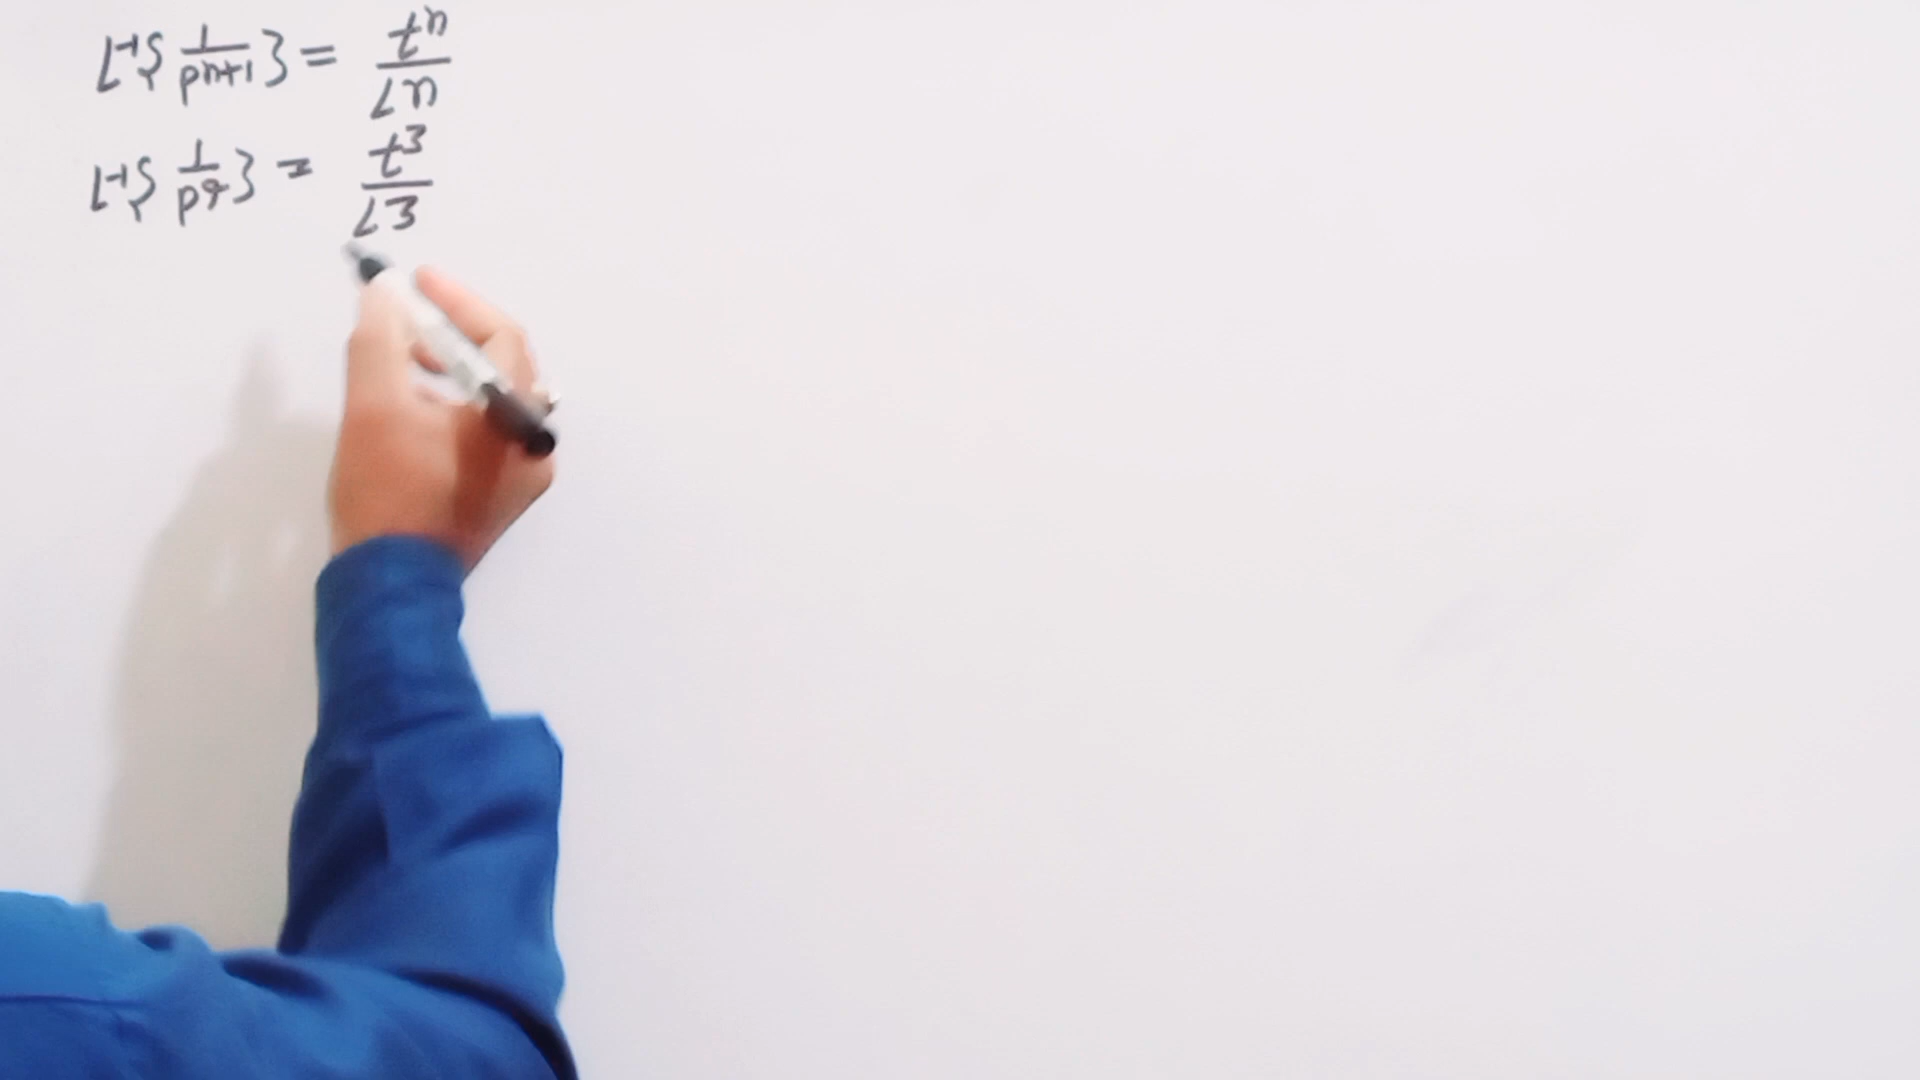 L⁻¹{ 1/pⁿ⁺¹ } = tⁿ/∠n
L⁻¹{ 1/p⁴ } = t³/∠3